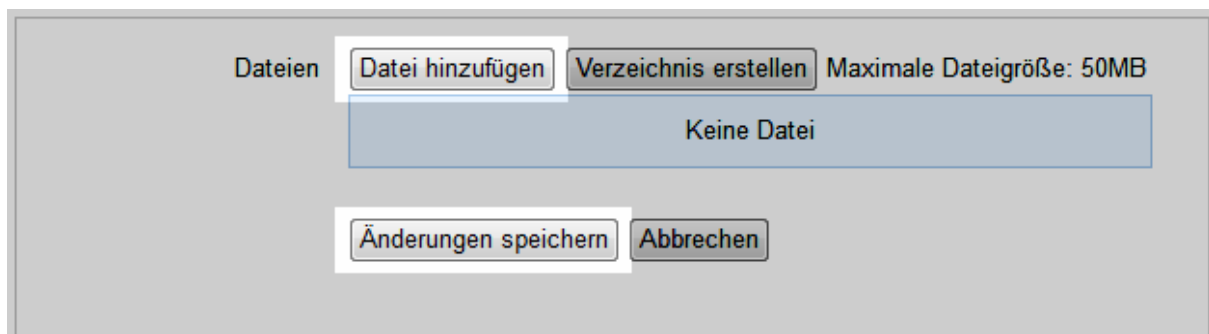 Dateien Datei hinzufügen Verzeichnis erstellen Maximale Dateigröße: 50MB
Keine Datei
Änderungen speichern Abbrechen